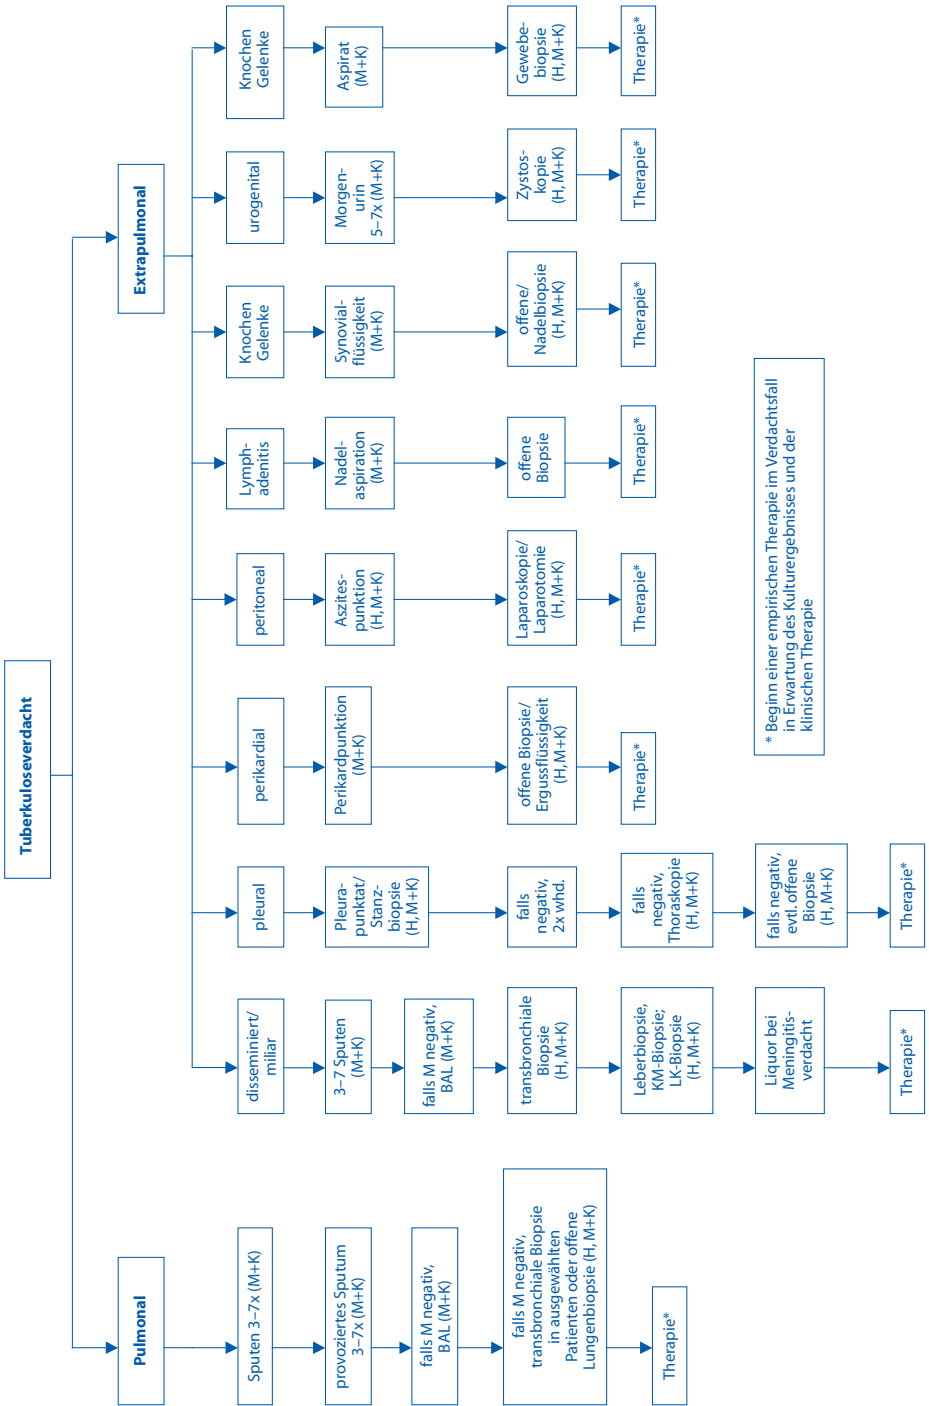 Tuberkuloseverdacht
Pulmonal
Sputen 3–7x (M+K)
provoziertes Sputum
3–7x (M+K)
falls M negativ,
BAL (M+K)
falls M negativ,
transbronchiale Biopsie
in ausgewählten
Patienten oder offene
Lungenbiopsie (H, M+K)
Therapie*
Extrapulmonal
disseminiert/
miliar
3–7 Sputen
(M+K)
falls M negativ,
BAL (M+K)
transbronchiale
Biopsie
(H, M+K)
Leberbiopsie,
KM-Biopsie;
LK-Biopsie
(H, M+K)
Liquor bei
Meningitis-
verdacht
Therapie*
pleural
Pleura-
punktat/
Stanz-
biopsie
(H, M+K)
falls
negativ,
2x whd.
falls
negativ,
Thoraskopie
(H, M+K)
falls negativ,
evtl. offene
Biopsie
(H, M+K)
Therapie*
perikardial
Perikardpunktion
(M+K)
offene Biopsie/
Ergussflüssigkeit
(H, M+K)
Therapie*
peritoneal
Aszites-
punktion
(H, M+K)
Laparoskopie/
Laparotomie
(H, M+K)
Therapie*
Lymph-
adenitis
Nadel-
aspiration
(M+K)
offene
Biopsie
Therapie*
Knochen
Gelenke
Synovial-
flüssigkeit
(M+K)
offene/
Nadelbiopsie
(H, M+K)
Therapie*
urogenital
Morgen-
urin
5–7x (M+K)
Zystos-
kopie
(H, M+K)
Therapie*
Knochen
Gelenke
Aspirat
(M+K)
Gewebe-
biopsie
(H, M+K)
Therapie*
* Beginn einer empirischen Therapie im Verdachtsfall
in Erwartung des Kulturergebnisses und der
klinischen Therapie